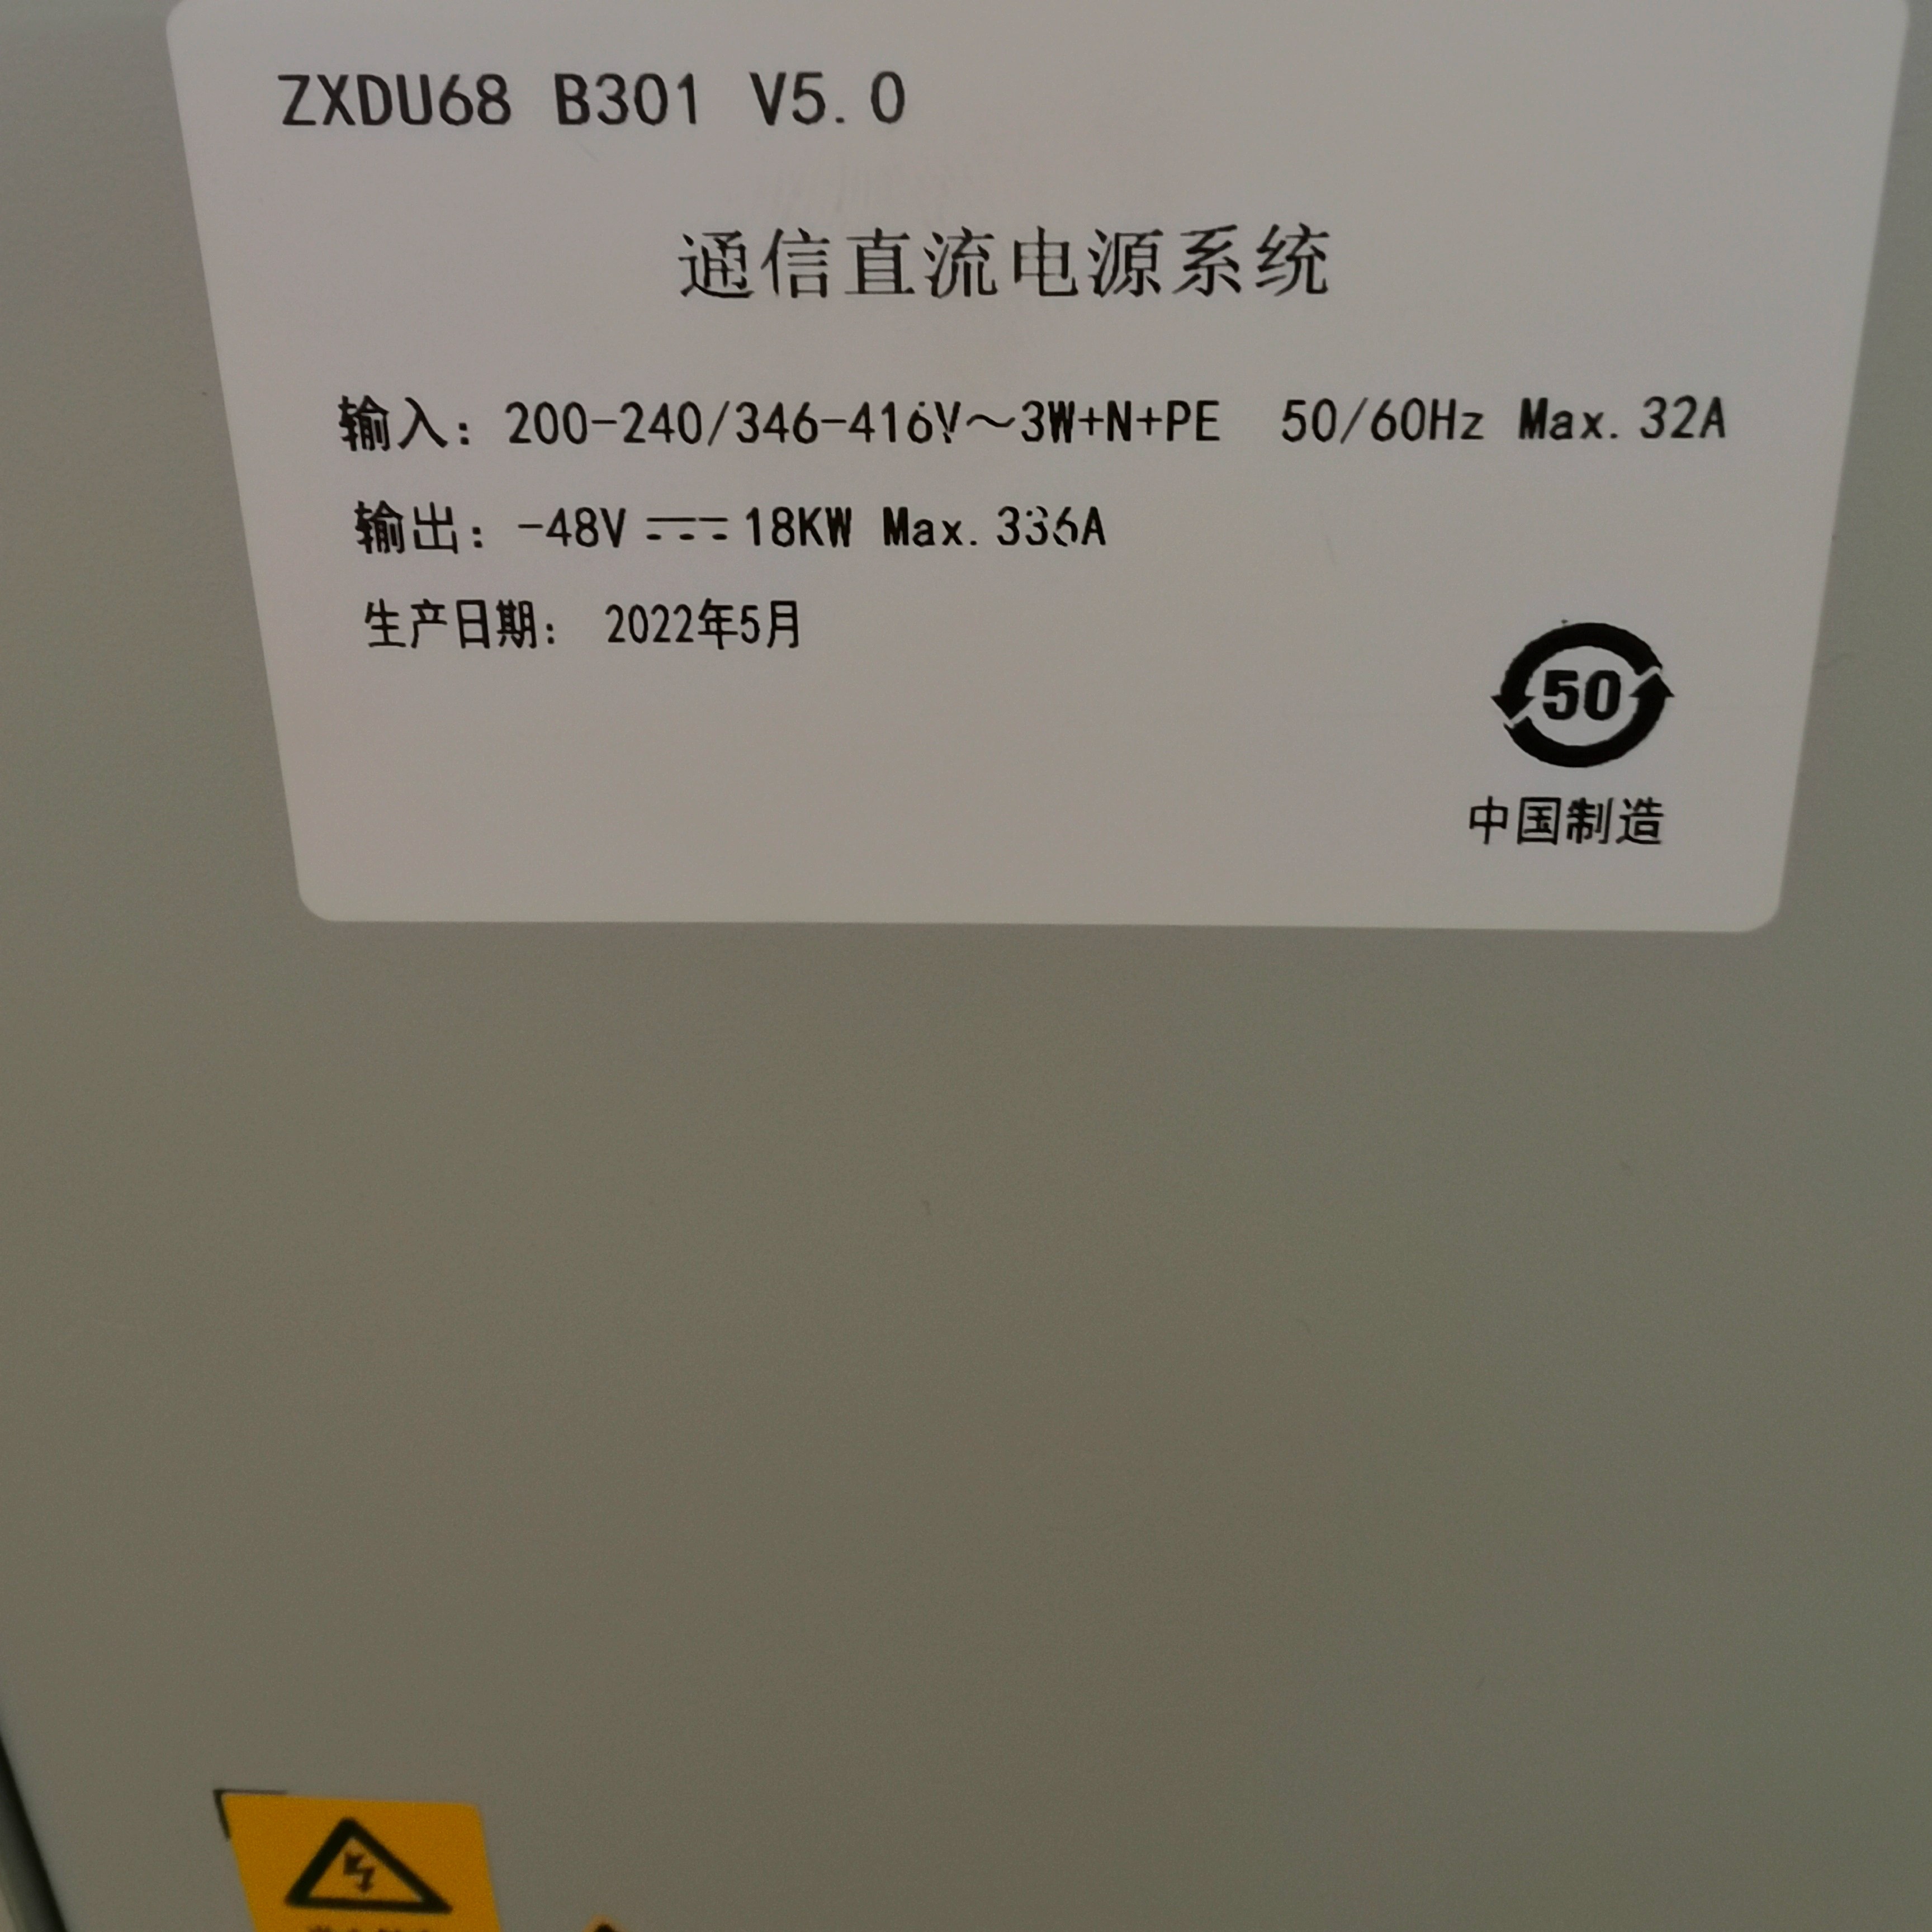 ZXDU68 B301 V5.0
通信直流电源系统
输入: 200-240/346-416V～3W+N+PE 50/60Hz Max. 32A
输出: -48V⎓18KW Max. 336A
生产日期: 2022年5月
50
中国制造